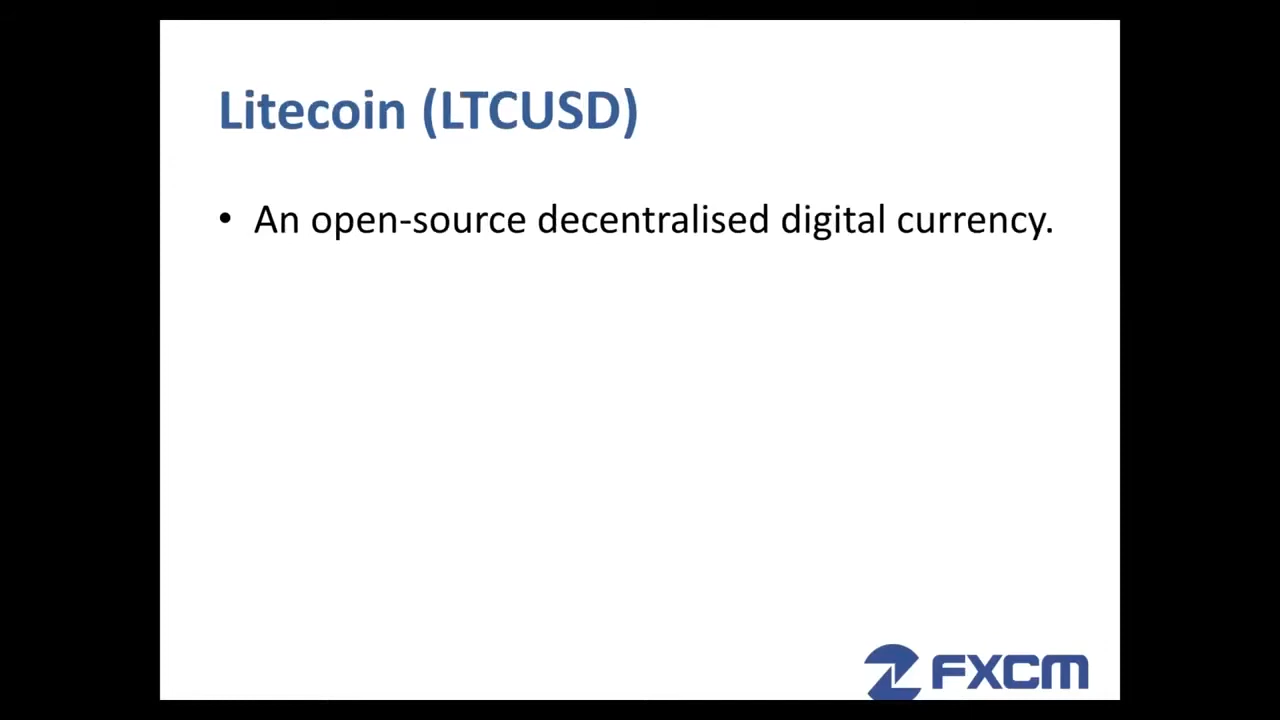 Litecoin (LTCUSD)
• An open-source decentralised digital currency.
FXCM